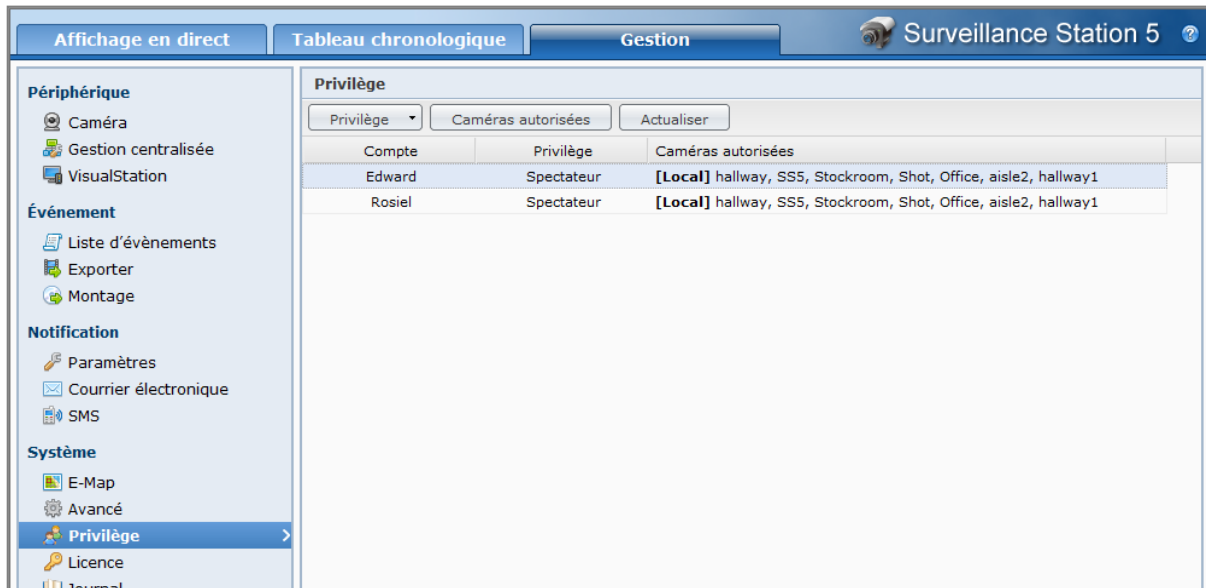 Affichage en direct Tableau chronologique Gestion Surveillance Station 5 ?
Périphérique
Caméra
Gestion centralisée
VisualStation
Événement
Liste d'évènements
Exporter
Montage
Notification
Paramètres
Courrier électronique
SMS
Système
E-Map
Avancé
Privilège
Licence
Journal
Privilège
Privilège Caméras autorisées Actualiser
Compte Privilège Caméras autorisées
Edward Spectateur [Local] hallway, SS5, Stockroom, Shot, Office, aisle2, hallway1
Rosiel Spectateur [Local] hallway, SS5, Stockroom, Shot, Office, aisle2, hallway1